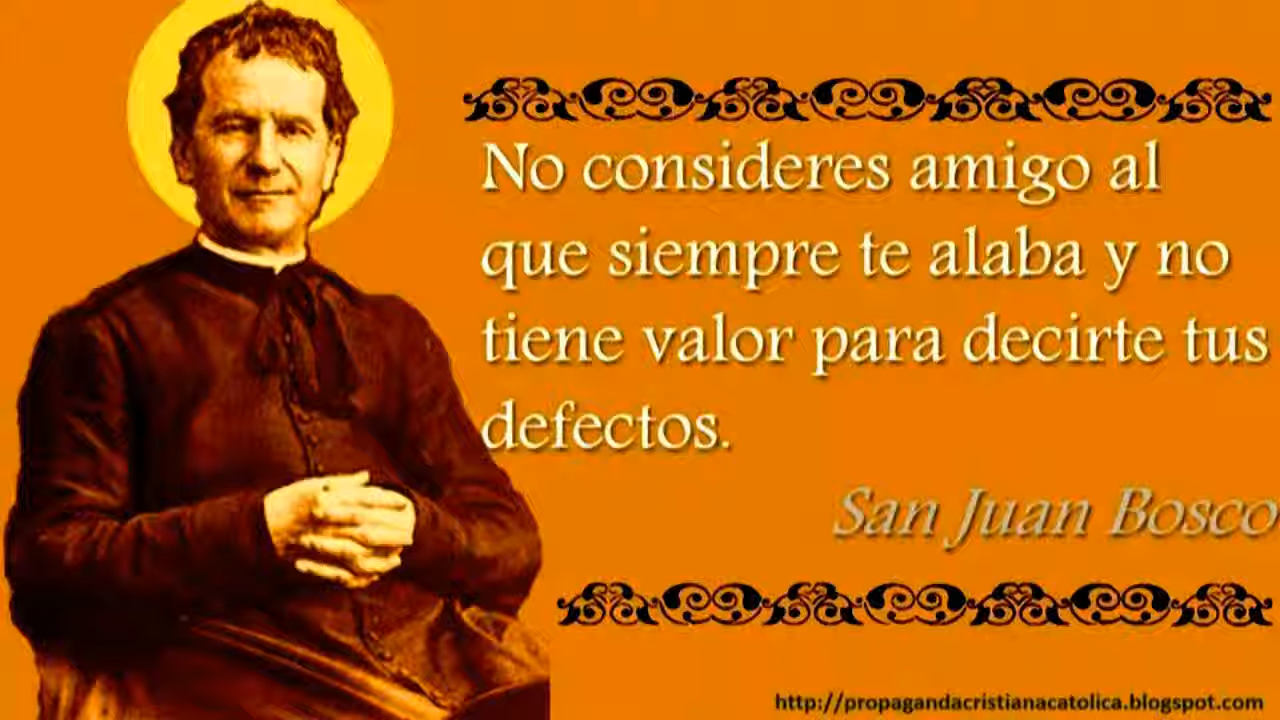 No consideres amigo al
que siempre te alaba y no
tiene valor para decirte tus
defectos.
San Juan Bosco
http://propagandacristianacatolica.blogspot.com